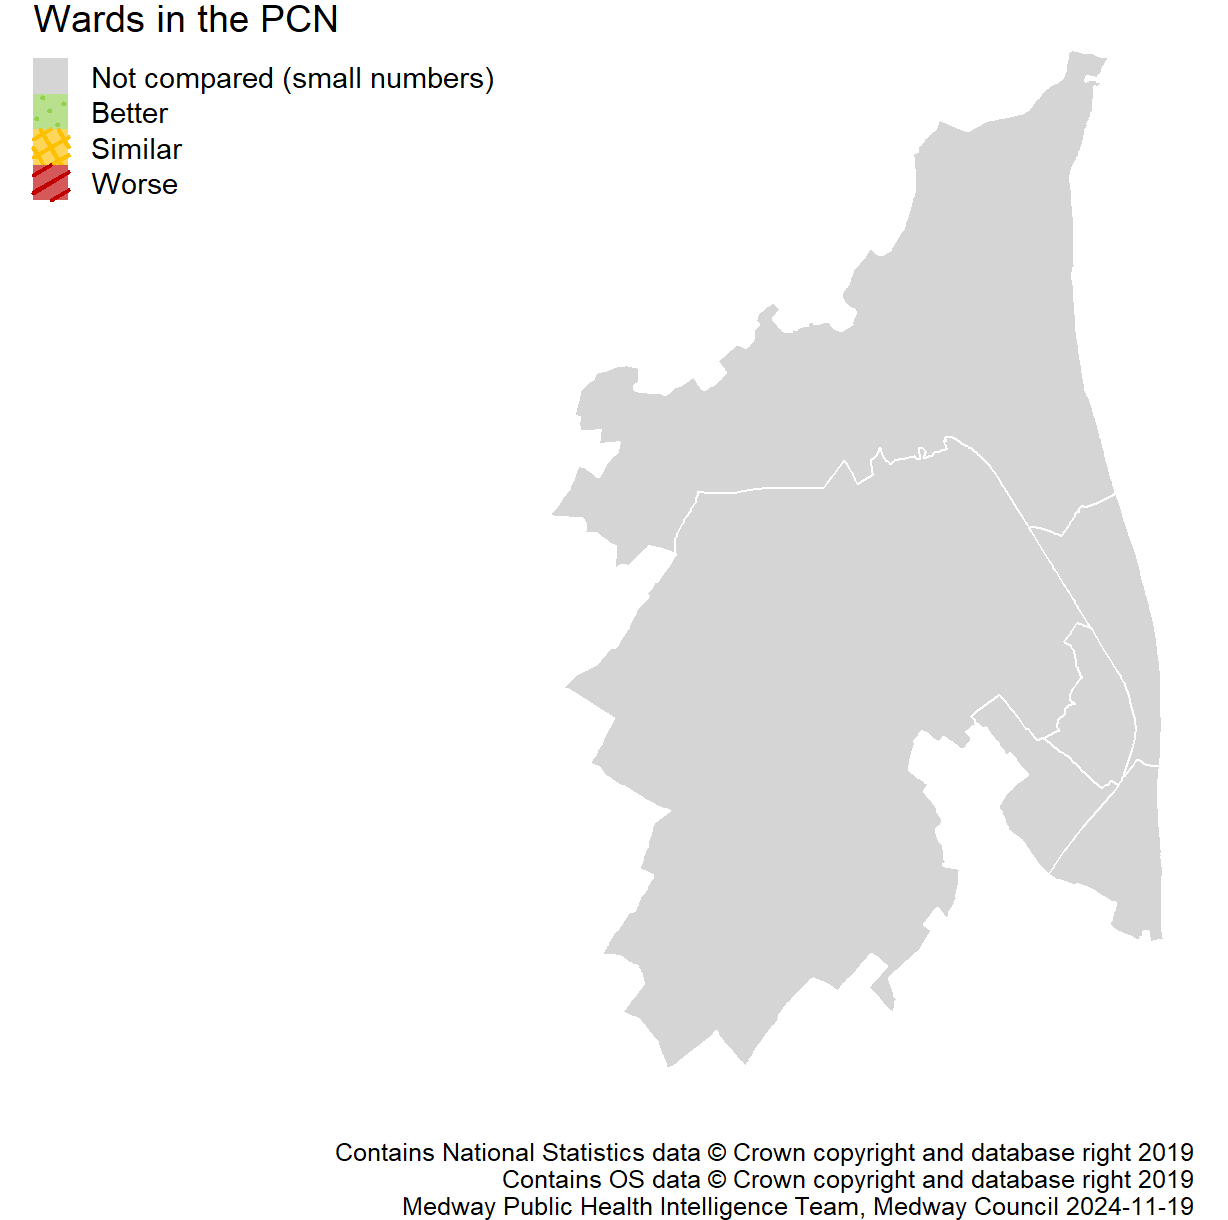 Wards in the PCN
Not compared (small numbers)
Better
Similar
Worse
Contains National Statistics data © Crown copyright and database right 2019
Contains OS data © Crown copyright and database right 2019
Medway Public Health Intelligence Team, Medway Council 2024-11-19